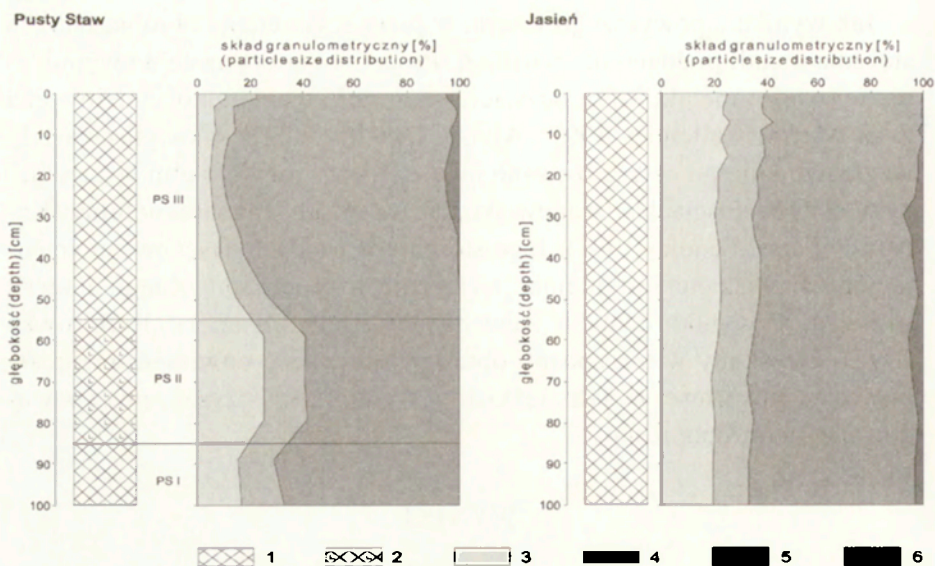 Pusty Staw
Jasień
skład granulometryczny [%]
(particle size distribution)
0 20 40 60 80 100
głębokość (depth) [cm]
0
10
20
30
40
50
60
70
80
90
100
PS III
PS II
PS I
skład granulometryczny [%]
(particle size distribution)
0 20 40 60 80 100
głębokość (depth) [cm]
0
10
20
30
40
50
60
70
80
90
100
1 2 3 4 5 6